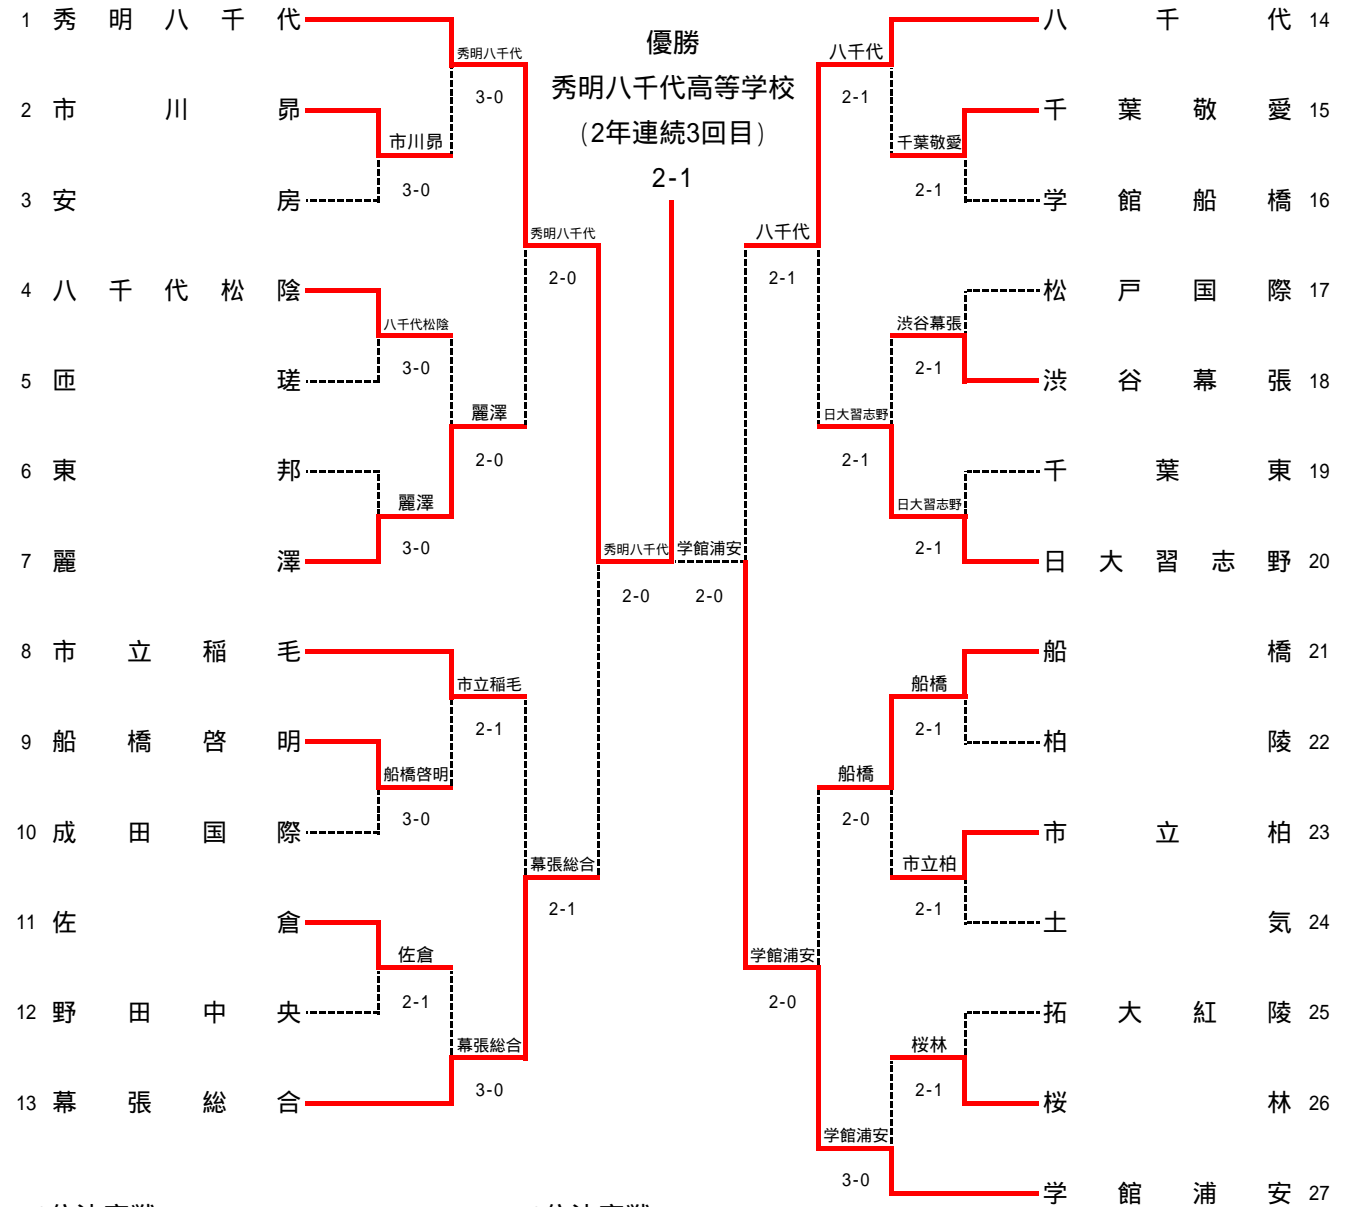 優勝
秀明八千代高等学校
(2年連続3回目)
2-1
1 秀明八千代
2 市川昴
3 安房
4 八千代松陰
5 匝瑳
6 東邦
7 麗澤
8 市立稲毛
9 船橋啓明
10 成田国際
11 佐倉
12 野田中央
13 幕張総合
市川昴
3-0
八千代松陰
3-0
麗澤
3-0
船橋啓明
3-0
佐倉
2-1
秀明八千代
3-0
麗澤
2-0
市立稲毛
2-1
幕張総合
3-0
秀明八千代
2-0
幕張総合
2-1
秀明八千代
2-0
学館浦安
2-0
八千代
2-1
学館浦安
2-0
八千代
2-1
日大習志野
2-1
船橋
2-0
学館浦安
3-0
千葉敬愛
2-1
渋谷幕張
2-1
日大習志野
2-1
船橋
2-1
市立柏
2-1
桜林
2-1
八千代 14
千葉敬愛 15
学館船橋 16
松戸国際 17
渋谷幕張 18
千葉東 19
日大習志野 20
船橋 21
柏陵 22
市立柏 23
土気 24
拓大紅陵 25
桜林 26
学館浦安 27